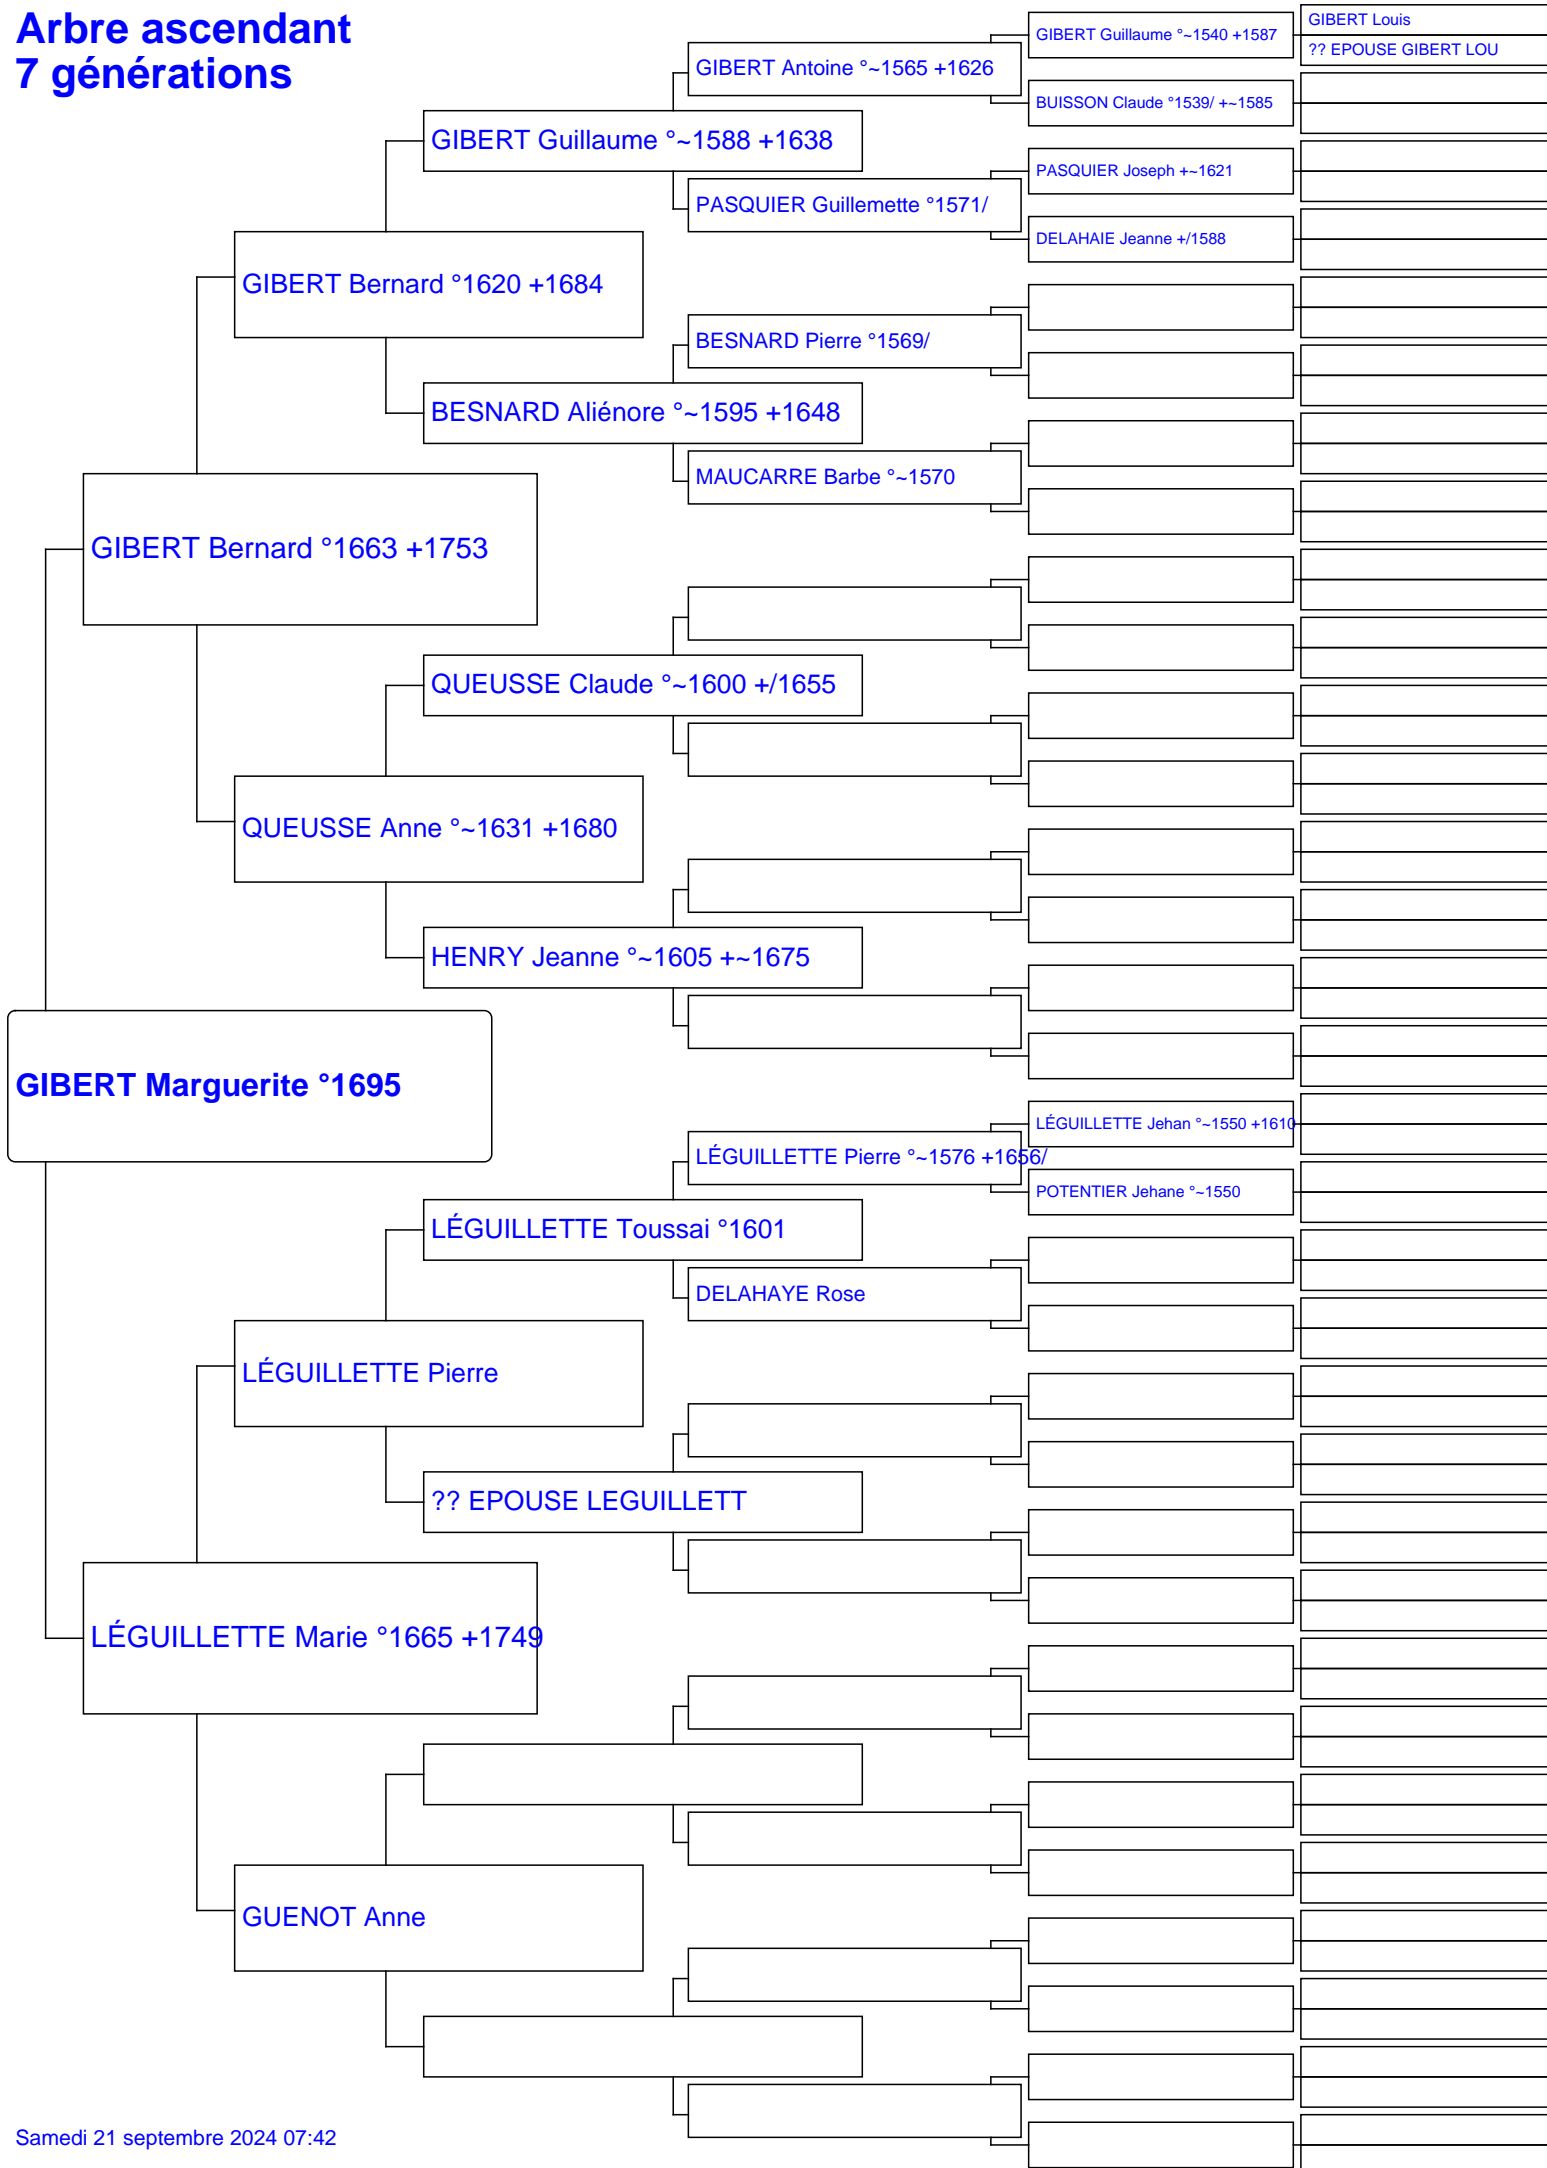 Arbre ascendant
7 générations
GIBERT Louis
GIBERT Guillaume °~1540 +1587
?? EPOUSE GIBERT LOU
GIBERT Antoine °~1565 +1626
BUISSON Claude °1539/ +~1585
GIBERT Guillaume °~1588 +1638
PASQUIER Joseph +~1621
PASQUIER Guillemette °1571/
DELAHAIE Jeanne +/1588
GIBERT Bernard °1620 +1684
BESNARD Pierre °1569/
BESNARD Aliénore °~1595 +1648
MAUCARRE Barbe °~1570
GIBERT Bernard °1663 +1753
QUEUSSE Claude °~1600 +/1655
QUEUSSE Anne °~1631 +1680
HENRY Jeanne °~1605 +~1675
GIBERT Marguerite °1695
LÉGUILLETTE Jehan °~1550 +1610
LÉGUILLETTE Pierre °~1576 +1656/
POTENTIER Jehane °~1550
LÉGUILLETTE Toussai °1601
DELAHAYE Rose
LÉGUILLETTE Pierre
?? EPOUSE LEGUILLETT
LÉGUILLETTE Marie °1665 +1749
GUENOT Anne
Samedi 21 septembre 2024 07:42